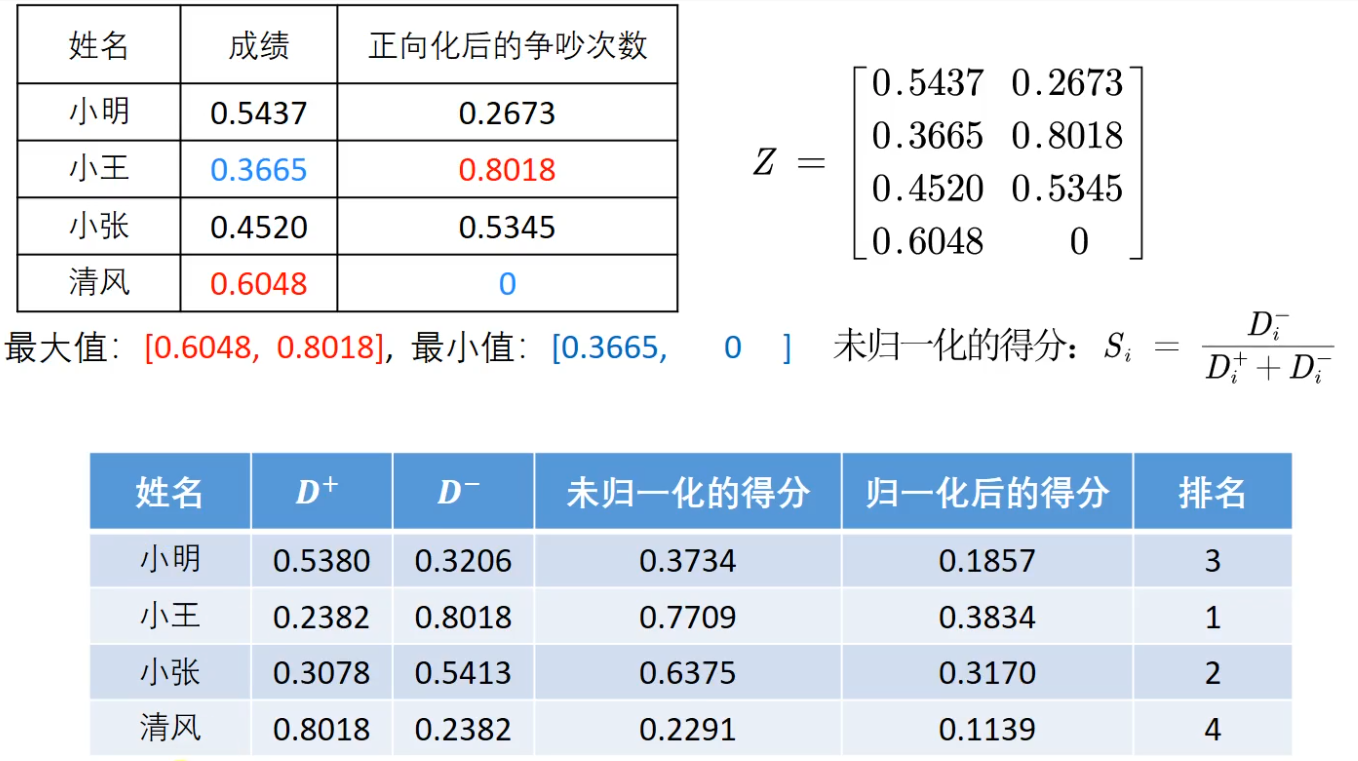 姓名 成绩 正向化后的争吵次数
小明 0.5437 0.2673
小王 0.3665 0.8018
小张 0.4520 0.5345
清风 0.6048 0
Z =
0.5437 0.2673
0.3665 0.8018
0.4520 0.5345
0.6048 0
最大值：[0.6048, 0.8018], 最小值：[0.3665, 0 ]
未归一化的得分：S_i = D_i^- / (D_i^+ + D_i^-)
姓名 D^+ D^- 未归一化的得分 归一化后的得分 排名
小明 0.5380 0.3206 0.3734 0.1857 3
小王 0.2382 0.8018 0.7709 0.3834 1
小张 0.3078 0.5413 0.6375 0.3170 2
清风 0.8018 0.2382 0.2291 0.1139 4